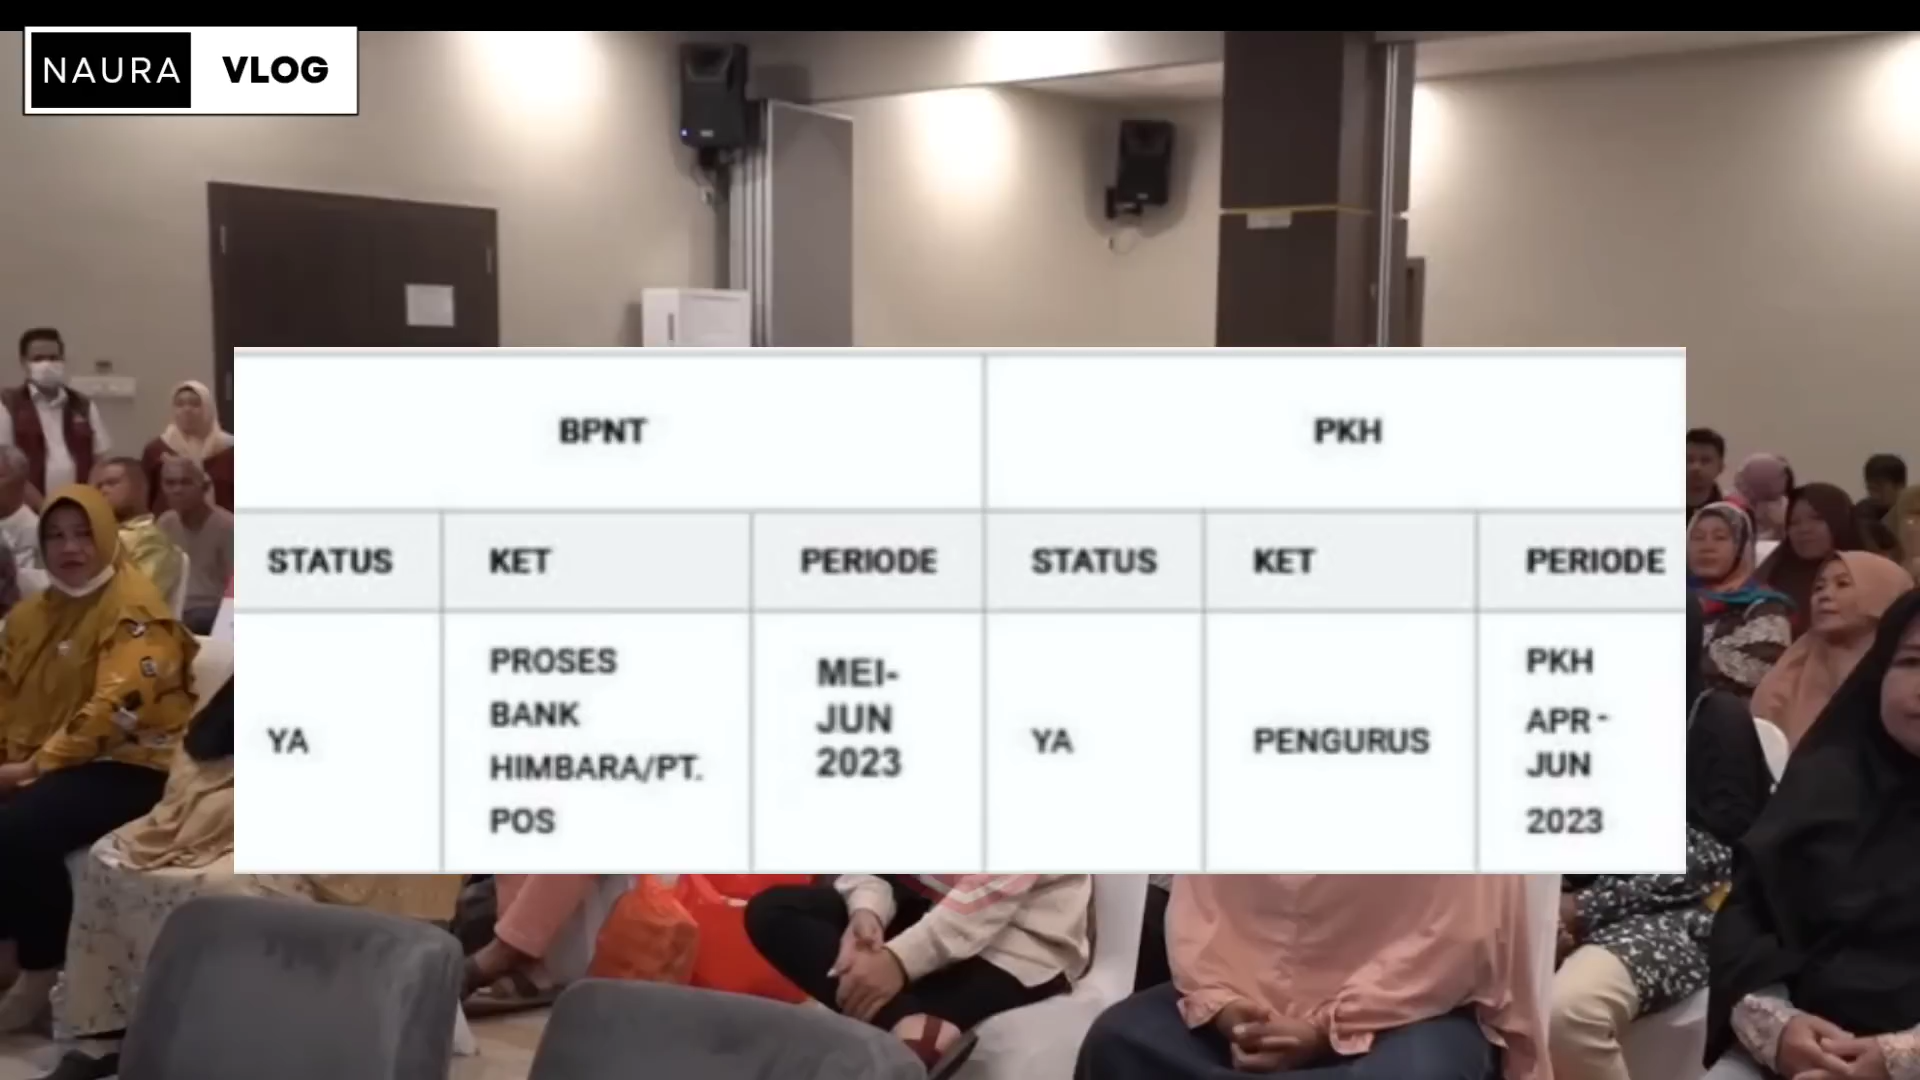 NAURA VLOG
BPNT PKH
STATUS KET PERIODE STATUS KET PERIODE
YA
PROSES
BANK
HIMBARA/PT.
POS
MEI-
JUN
2023
YA
PENGURUS
PKH
APR-
JUN
2023